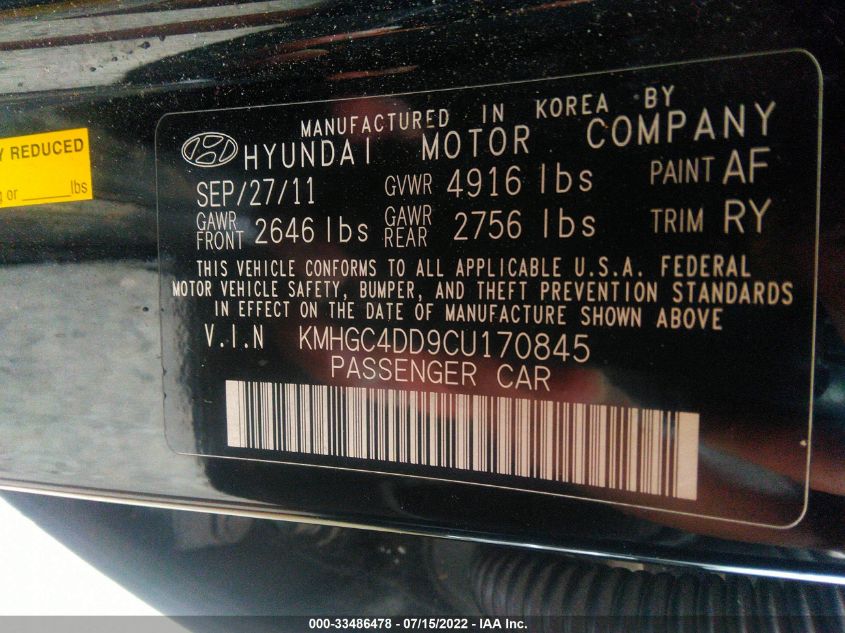 MANUFACTURED IN KOREA BY
HYUNDAI MOTOR COMPANY
SEP/27/11 GVWR 4916 lbs PAINT AF
GAWR FRONT 2646 lbs GAWR REAR 2756 lbs TRIM RY
THIS VEHICLE CONFORMS TO ALL APPLICABLE U.S.A. FEDERAL
MOTOR VEHICLE SAFETY, BUMPER, AND THEFT PREVENTION STANDARDS
IN EFFECT ON THE DATE OF MANUFACTURE SHOWN ABOVE
V.I.N KMHGC4DD9CU170845
PASSENGER CAR
REDUCED
or _____lbs
000-33486478 - 07/15/2022 - IAA Inc.